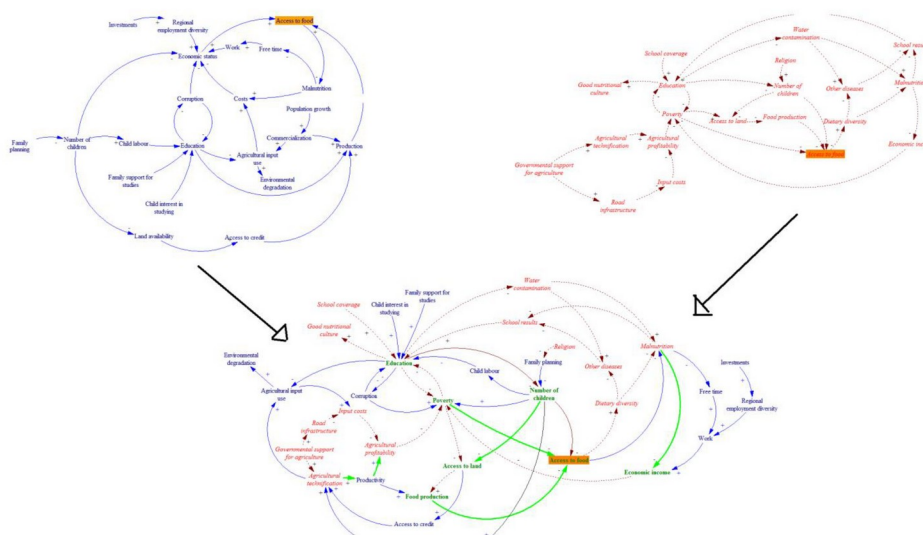 Investments
Regional
employment diversity
Access to food
Work
Free time
Economic status
Malnutrition
Corruption
Costs
Population growth
Family
planning
Number of
children
Child labour
Education
Commercialization
Production
Agricultural input
use
Environmental
degradation
Family support for
studies
Child interest in
studying
Land availability
Access to credit
Water
contamination
School coverage
School results
Religion
Good nutritional
culture
Education
Number of
children
Other diseases
Malnutrition
Poverty
Access to land
Food production
Dietary diversity
Agricultural
technification
Agricultural
profitability
Access to food
Governmental support
for agriculture
Input costs
Road
infrastructure
Family support for
studies
Water
contamination
School coverage
Child interest in
studying
Good nutritional
culture
School results
Malnutrition
Religion
Environmental
degradation
Education
Family planning
Other diseases
Investments
Agricultural input
use
Corruption
Child labour
Number of
children
Free time
Regional
employment diversity
Input costs
Poverty
Dietary diversity
Road
infrastructure
Governmental support
for agriculture
Agricultural
profitability
Work
Access to land
Access to food
Economic income
Agricultural
technification
Productivity
Food production
Access to credit